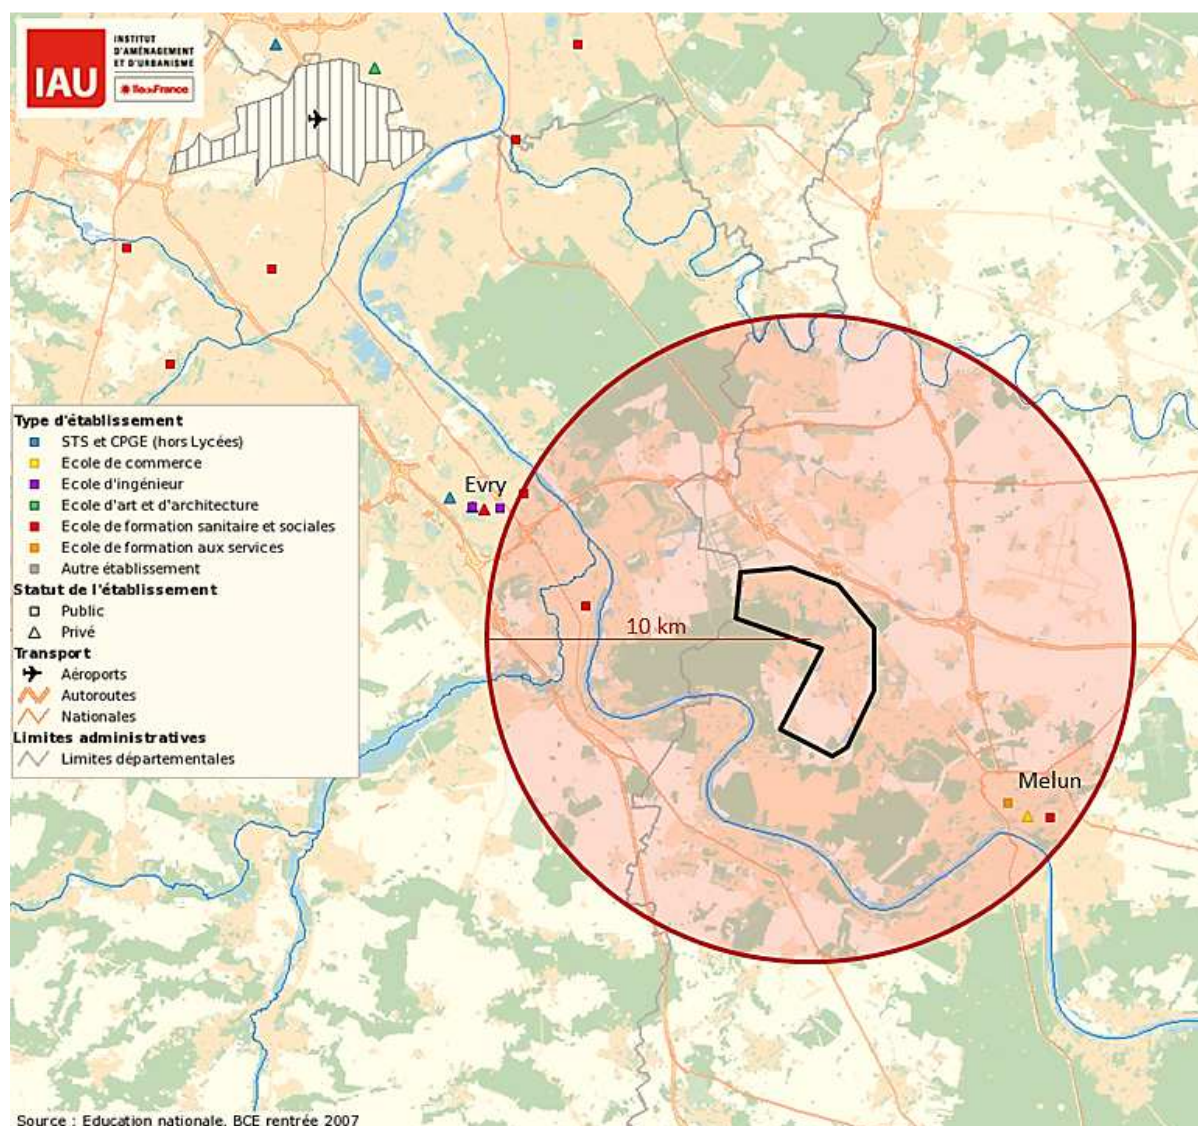 IAU
INSTITUT
D'AMÉNAGEMENT
ET D'URBANISME
île de France
Type d'établissement
STS et CPGE (hors Lycées)
Ecole de commerce
Ecole d'ingénieur
Ecole d'art et d'architecture
Ecole de formation sanitaire et sociales
Ecole de formation aux services
Autre établissement
Statut de l'établissement
Public
Privé
Transport
Aéroports
Autoroutes
Nationales
Limites administratives
Limites départementales
Evry
10 km
Melun
Source : Education nationale, BCE rentrée 2007